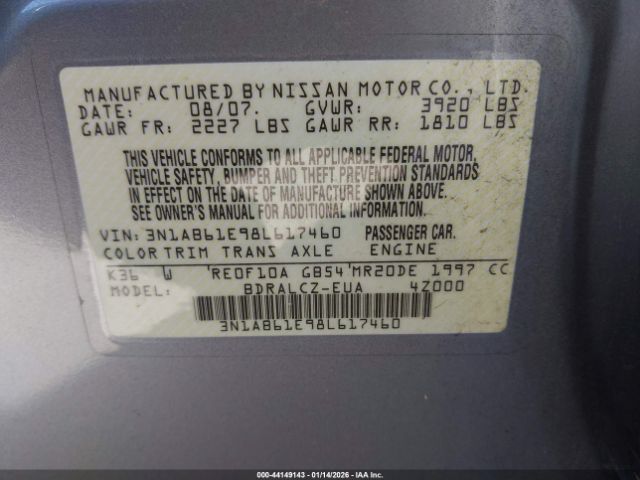 MANUFACTURED BY NISSAN MOTOR CO., LTD.
DATE: 08/07. GVWR: 3920 LBS
GAWR FR: 2227 LBS GAWR RR: 1810 LBS
THIS VEHICLE CONFORMS TO ALL APPLICABLE FEDERAL MOTOR
VEHICLE SAFETY, BUMPER AND THEFT PREVENTION STANDARDS
IN EFFECT ON THE DATE OF MANUFACTURE SHOWN ABOVE.
SEE OWNER'S MANUAL FOR ADDITIONAL INFORMATION.
VIN: 3N1AB61E98L617460 PASSENGER CAR.
COLOR TRIM TRANS AXLE ENGINE
K36 W RE0F10A GB54 MR20DE 1997 CC
MODEL: BDRALCZ-EUA 4Z000
3N1AB61E98L617460
000-44149143 - 01/14/2026 - IAAI.COM